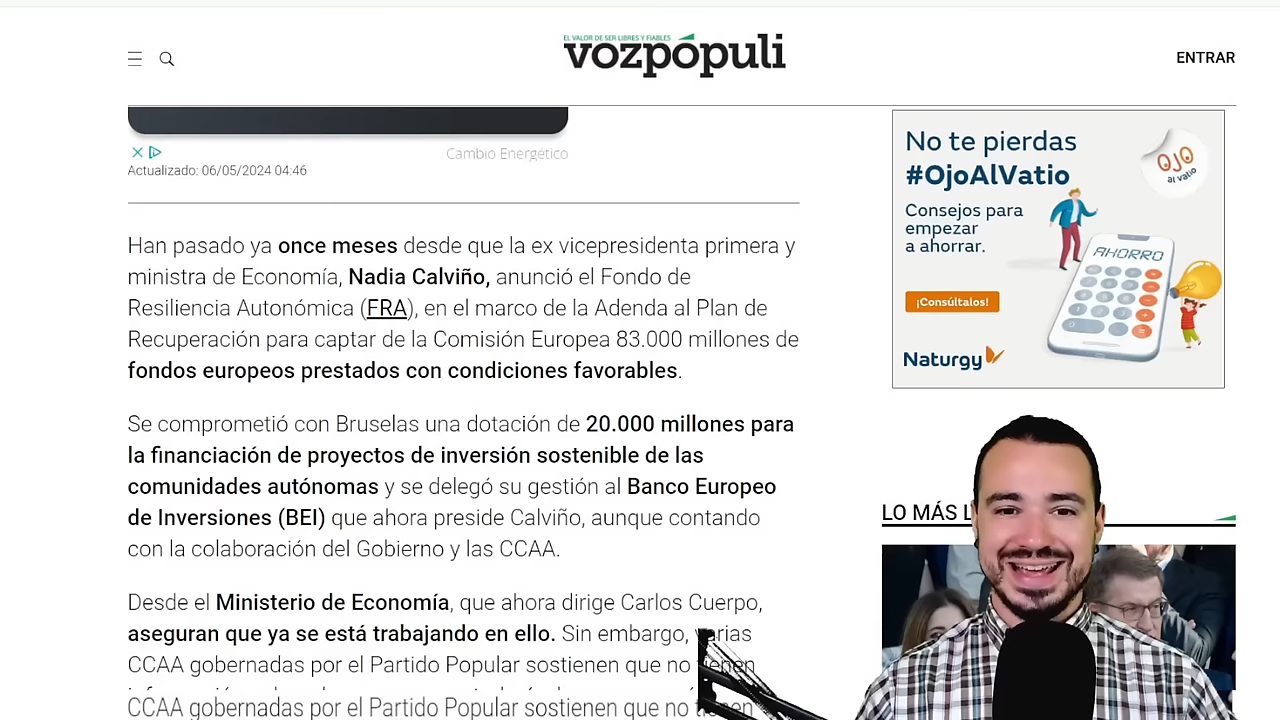 EL VALOR DE SER LIBRES Y FIABLES
vozpópuli
ENTRAR
Cambio Energético
Actualizado: 06/05/2024 04:46
Han pasado ya once meses desde que la ex vicepresidenta primera y
ministra de Economía, Nadia Calviño, anunció el Fondo de
Resiliencia Autonómica (FRA), en el marco de la Adenda al Plan de
Recuperación para captar de la Comisión Europea 83.000 millones de
fondos europeos prestados con condiciones favorables.
Se comprometió con Bruselas una dotación de 20.000 millones para
la financiación de proyectos de inversión sostenible de las
comunidades autónomas y se delegó su gestión al Banco Europeo
de Inversiones (BEI) que ahora preside Calviño, aunque contando
con la colaboración del Gobierno y las CCAA.
Desde el Ministerio de Economía, que ahora dirige Carlos Cuerpo,
aseguran que ya se está trabajando en ello. Sin embargo, varias
CCAA gobernadas por el Partido Popular sostienen que no tienen
CCAA gobernadas por el Partido Popular sostienen que no tienen
No te pierdas
#OjoAlVatio
OJO
al vatio
Consejos para
empezar
a ahorrar.
AHORRO
¡Consúltalos!
Naturgy
LO MÁS